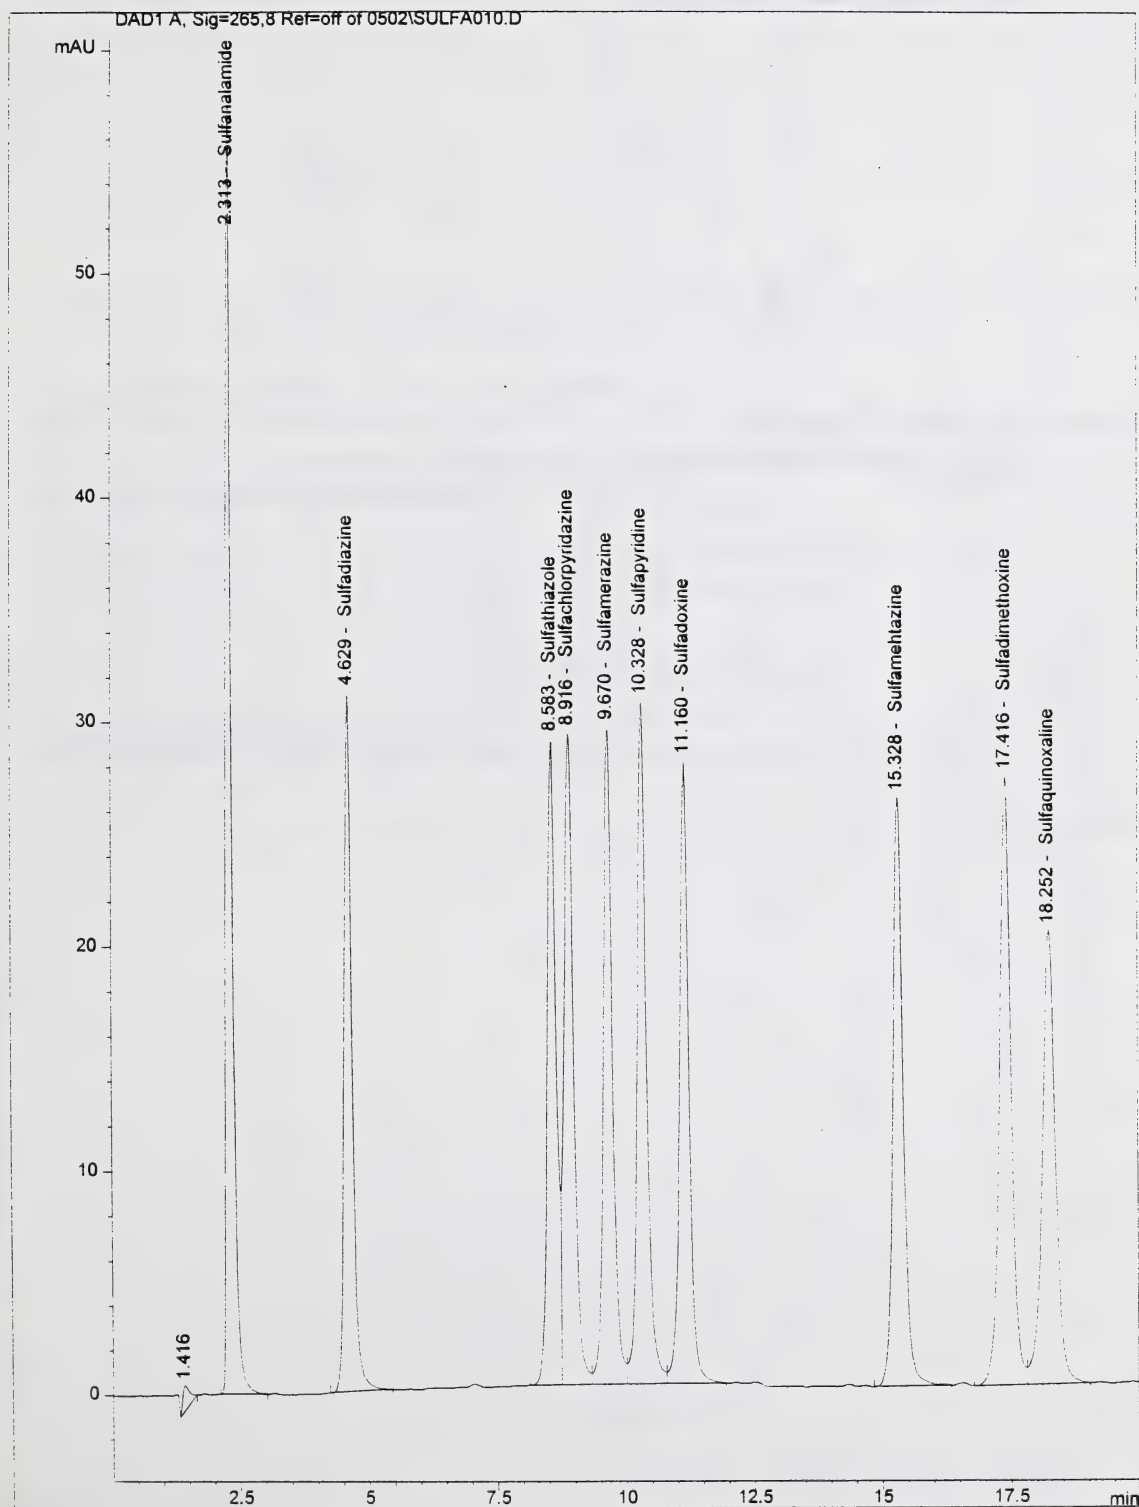 DAD1 A, Sig=265,8 Ref=off of 0502\SULFA010.D
mAU
50
40
30
20
10
0
1.416
2.313 - Sulfanalamide
4.629 - Sulfadiazine
8.583 - Sulfathiazole
8.916 - Sulfachlorpyridazine
9.670 - Sulfamerazine
10.328 - Sulfapyridine
11.160 - Sulfadoxine
15.328 - Sulfamehtazine
17.416 - Sulfadimethoxine
18.252 - Sulfaquinoxaline
2.5 5 7.5 10 12.5 15 17.5 min